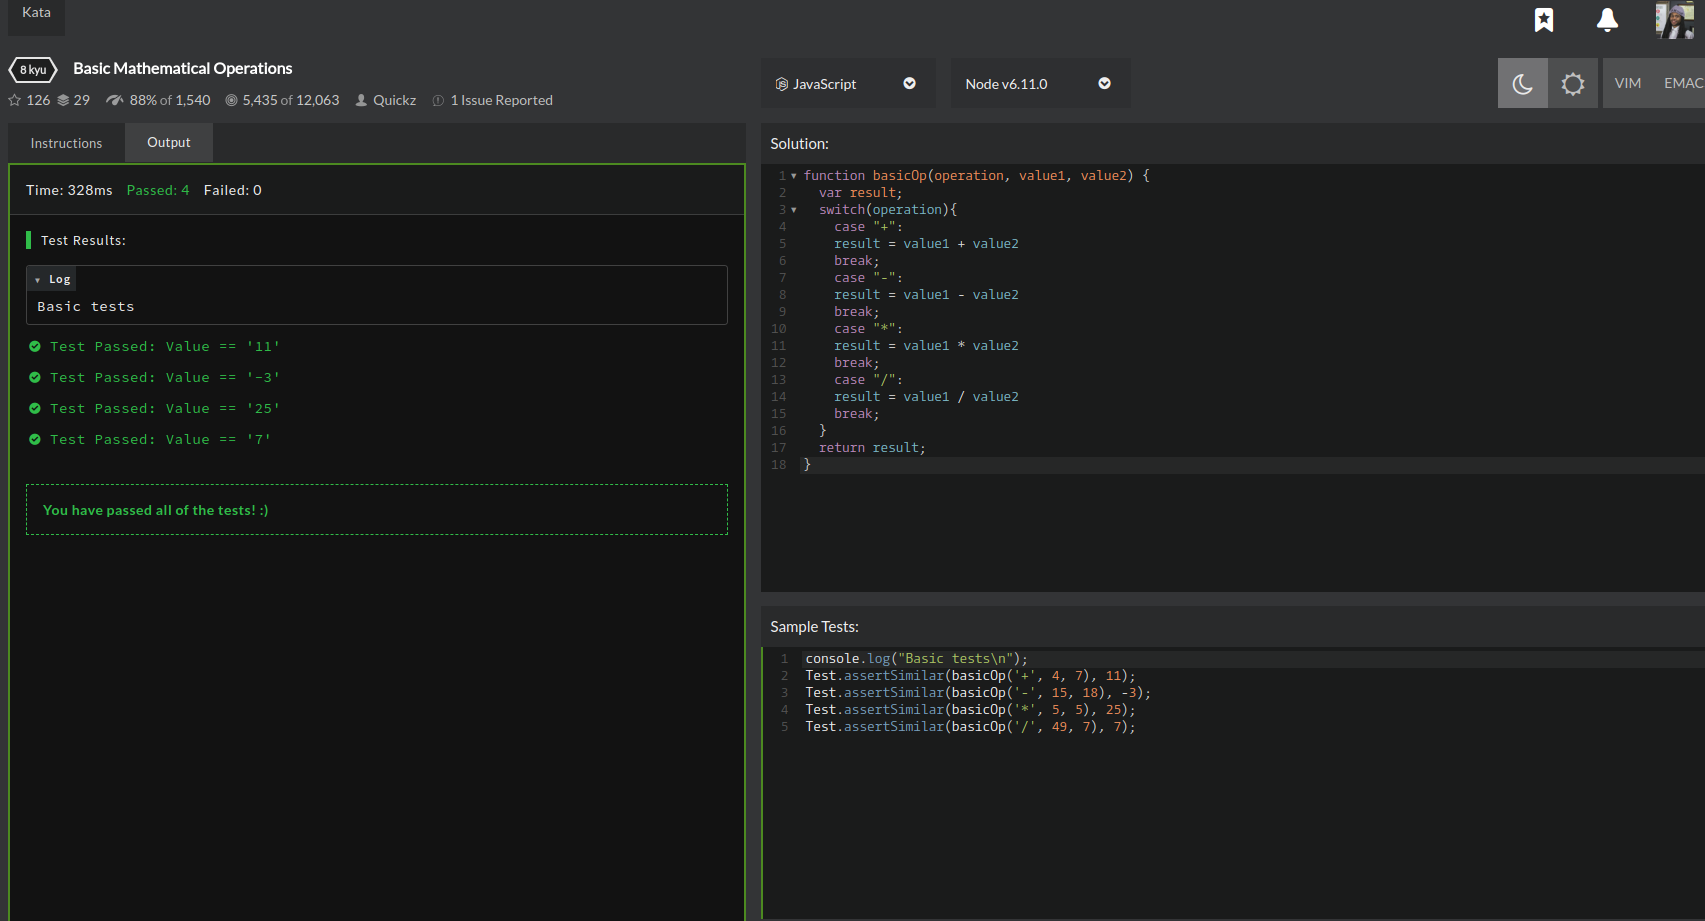 Kata
8 kyu Basic Mathematical Operations
126 29 88% of 1,540 5,435 of 12,063 Quickz 1 Issue Reported
JavaScript Node v6.11.0 VIM EMAC
Instructions Output
Time: 328ms Passed: 4 Failed: 0
Test Results:
Log
Basic tests
Test Passed: Value == '11'
Test Passed: Value == '-3'
Test Passed: Value == '25'
Test Passed: Value == '7'
You have passed all of the tests! :)
Solution:
1 function basicOp(operation, value1, value2) {
2 var result;
3 switch(operation){
4 case "+":
5 result = value1 + value2
6 break;
7 case "-":
8 result = value1 - value2
9 break;
10 case "*":
11 result = value1 * value2
12 break;
13 case "/":
14 result = value1 / value2
15 break;
16 }
17 return result;
18 }
Sample Tests:
1 console.log("Basic tests\n");
2 Test.assertSimilar(basicOp('+', 4, 7), 11);
3 Test.assertSimilar(basicOp('-', 15, 18), -3);
4 Test.assertSimilar(basicOp('*', 5, 5), 25);
5 Test.assertSimilar(basicOp('/', 49, 7), 7);